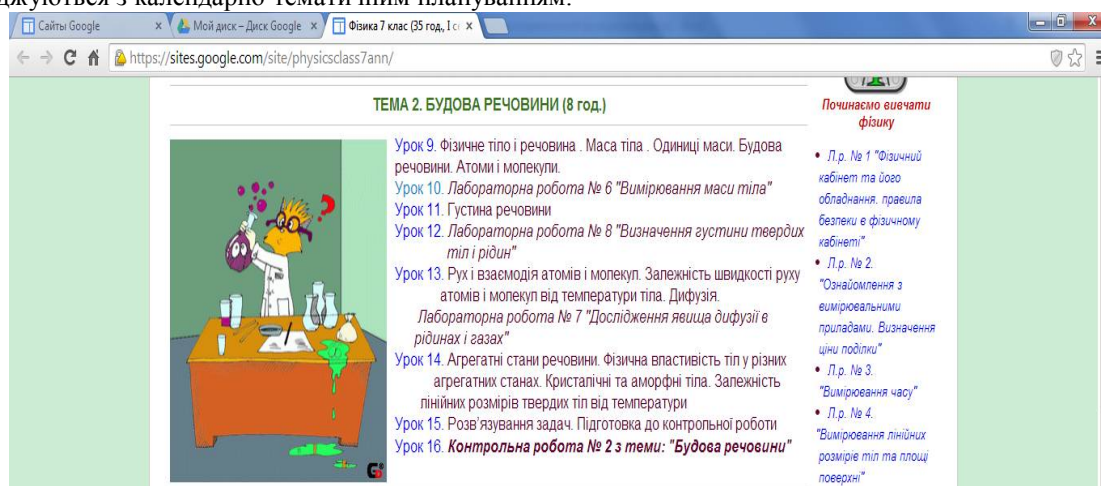 джуються з календарно-тематичним плануванням.
Сайты Google
Мой диск – Диск Google
Фізика 7 клас (35 год., І се
https://sites.google.com/site/physicsclass7ann/
ТЕМА 2. БУДОВА РЕЧОВИНИ (8 год.)
Урок 9. Фізичне тіло і речовина . Маса тіла . Одиниці маси. Будова
речовини. Атоми і молекули.
Урок 10. Лабораторна робота № 6 "Вимірювання маси тіла"
Урок 11. Густина речовини
Урок 12. Лабораторна робота № 8 "Визначення густини твердих
тіл і рідин"
Урок 13. Рух і взаємодія атомів і молекул. Залежність швидкості руху
атомів і молекул від температури тіла. Дифузія.
Лабораторна робота № 7 "Дослідження явища дифузії в
рідинах і газах"
Урок 14. Агрегатні стани речовини. Фізична властивість тіл у різних
агрегатних станах. Кристалічні та аморфні тіла. Залежність
лінійних розмірів твердих тіл від температури
Урок 15. Розв'язування задач. Підготовка до контрольної роботи
Урок 16. Контрольна робота № 2 з теми: "Будова речовини"
Починаємо вивчати
фізику
Л.р. № 1 "Фізичний
кабінет та його
обладнання. правила
безпеки в фізичному
кабінеті"
Л.р. № 2.
"Ознайомлення з
вимірювальними
приладами. Визначення
ціни поділки"
Л.р. № 3.
"Вимірювання часу"
Л.р. № 4.
"Вимірювання лінійних
розмірів тіл та площі
поверхні"